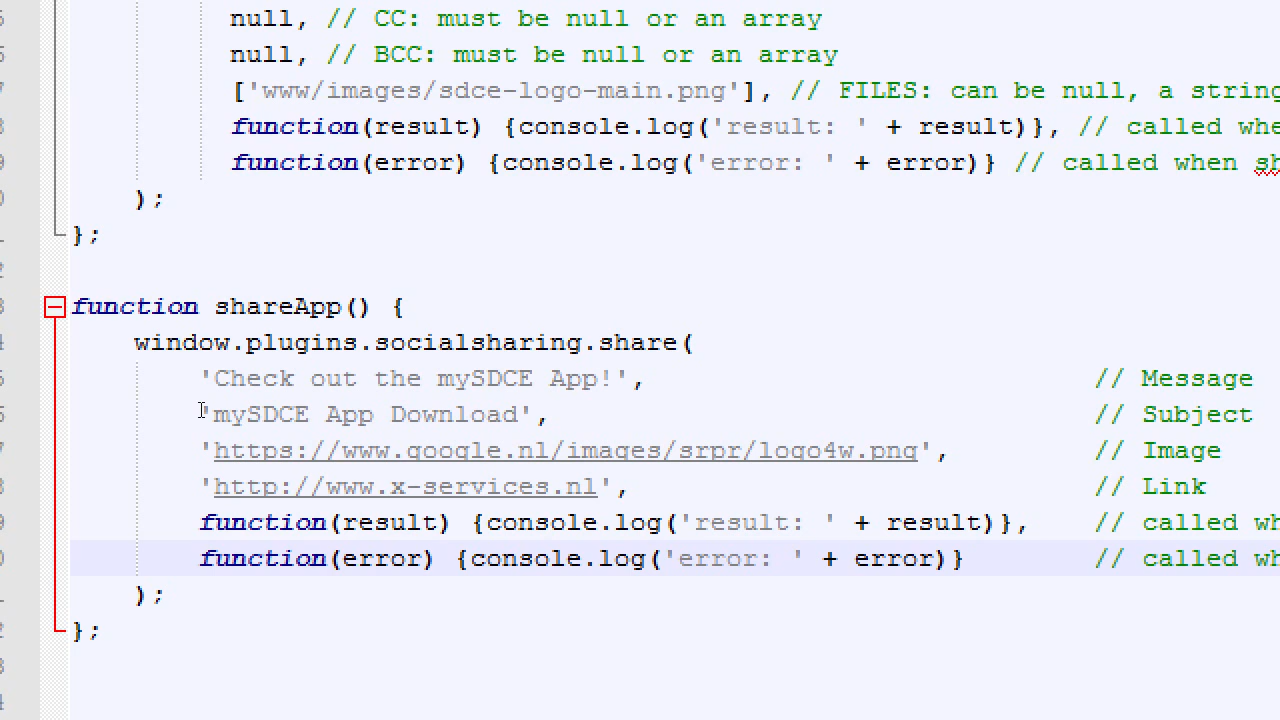 null, // CC: must be null or an array
null, // BCC: must be null or an array
['www/images/sdce-logo-main.png'], // FILES: can be null, a string
function(result) {console.log('result: ' + result)}, // called whe
function(error) {console.log('error: ' + error)} // called when sh
);
};
function shareApp() {
window.plugins.socialsharing.share(
'Check out the mySDCE App!', // Message
'mySDCE App Download', // Subject
'https://www.google.nl/images/srpr/logo4w.png', // Image
'http://www.x-services.nl', // Link
function(result) {console.log('result: ' + result)}, // called wh
function(error) {console.log('error: ' + error)} // called wh
);
};